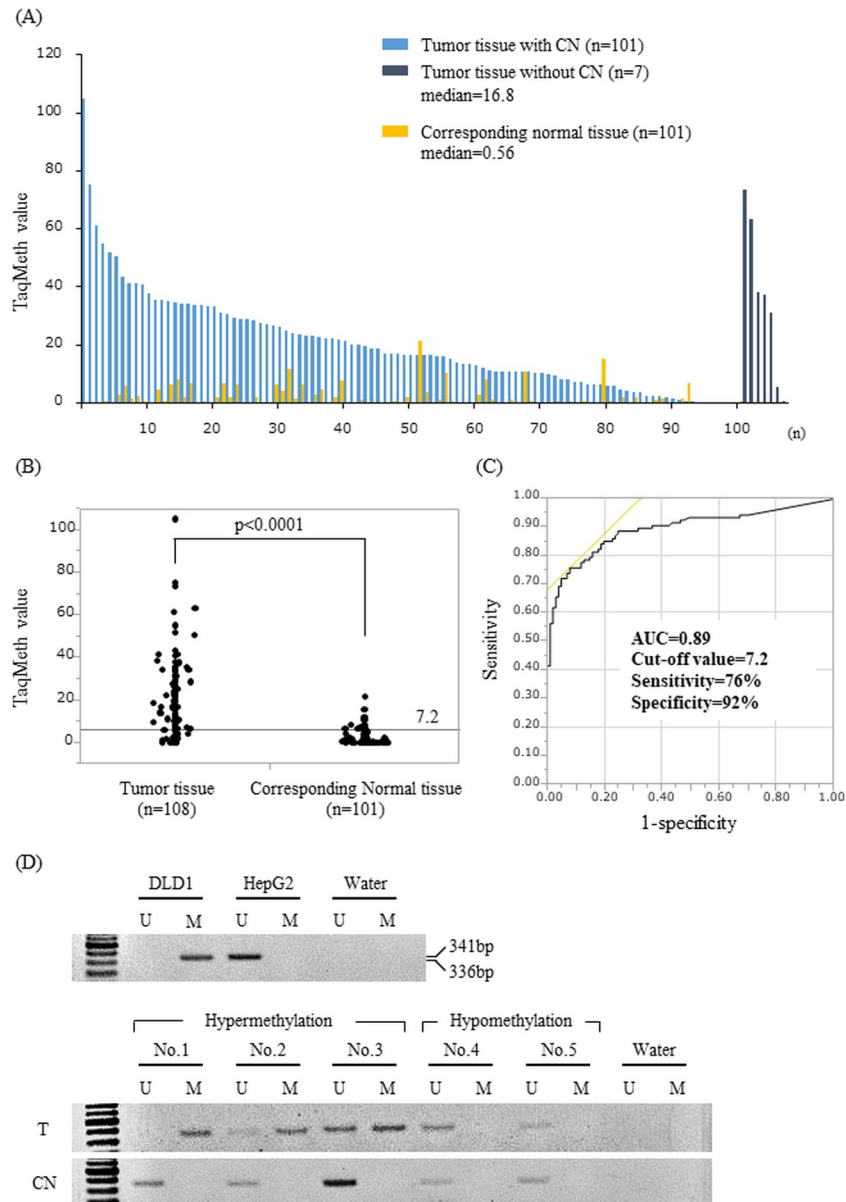 (A)
Tumor tissue with CN (n=101)
Tumor tissue without CN (n=7)
median=16.8
Corresponding normal tissue (n=101)
median=0.56
TaqMeth value
120
100
80
60
40
20
0
10 20 30 40 50 60 70 80 90 100 (n)
(B)
p<0.0001
TaqMeth value
100
80
60
40
20
0
7.2
Tumor tissue Corresponding Normal tissue
(n=108) (n=101)
(C)
Sensitivity
1.00
0.90
0.80
0.70
0.60
0.50
0.40
0.30
0.20
0.10
0.00
AUC=0.89
Cut-off value=7.2
Sensitivity=76%
Specificity=92%
0.00 0.20 0.40 0.60 0.80 1.00
1-specificity
(D)
DLD1 HepG2 Water
U M U M U M
341bp
336bp
Hypermethylation Hypomethylation
No.1 No.2 No.3 No.4 No.5 Water
U M U M U M U M U M U M
T
CN